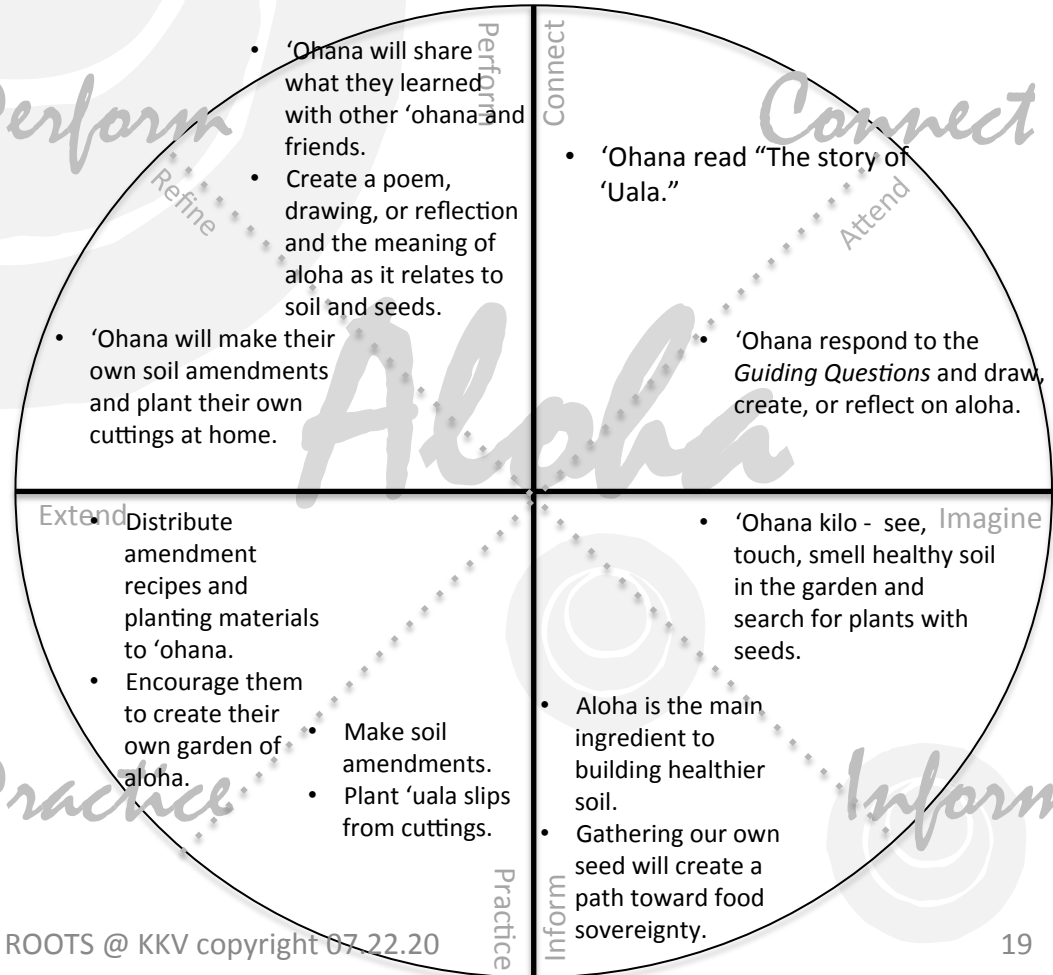 Perform
Connect
Perform
Connect
• ‘Ohana will share
what they learned
with other ‘ohana and
friends.
• Create a poem,
drawing, or reflection
and the meaning of
aloha as it relates to
soil and seeds.
Refine
• ‘Ohana will make their
own soil amendments
and plant their own
cuttings at home.
• ‘Ohana read “The story of
‘Uala.”
Attend
• ‘Ohana respond to the
Guiding Questions and draw,
create, or reflect on aloha.
Aloha
Imagine
• ‘Ohana kilo - see,
touch, smell healthy soil
in the garden and
search for plants with
seeds.
• Aloha is the main
ingredient to
building healthier
soil.
• Gathering our own
seed will create a
path toward food
sovereignty.
Inform
Inform
Extend
• Distribute
amendment
recipes and
planting materials
to ‘ohana.
• Encourage them
to create their
own garden of
aloha.
• Make soil
amendments.
• Plant ‘uala slips
from cuttings.
Practice
Practice
ROOTS @ KKV copyright 07.22.20
19